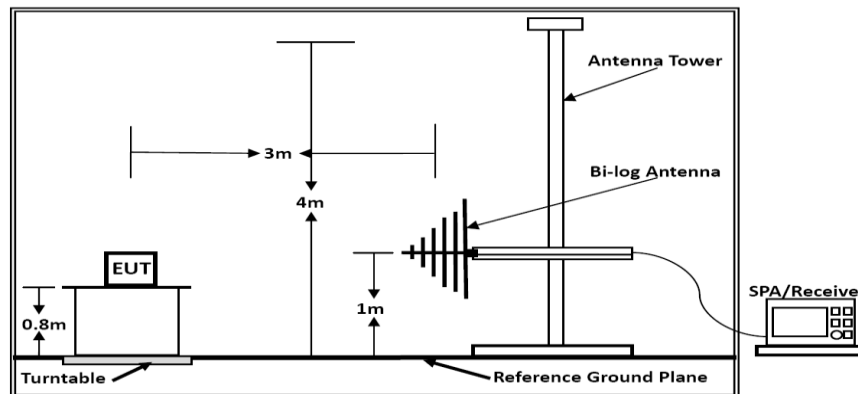 Antenna Tower
3m
Bi-log Antenna
4m
EUT
SPA/Receive
0.8m
1m
Turntable
Reference Ground Plane